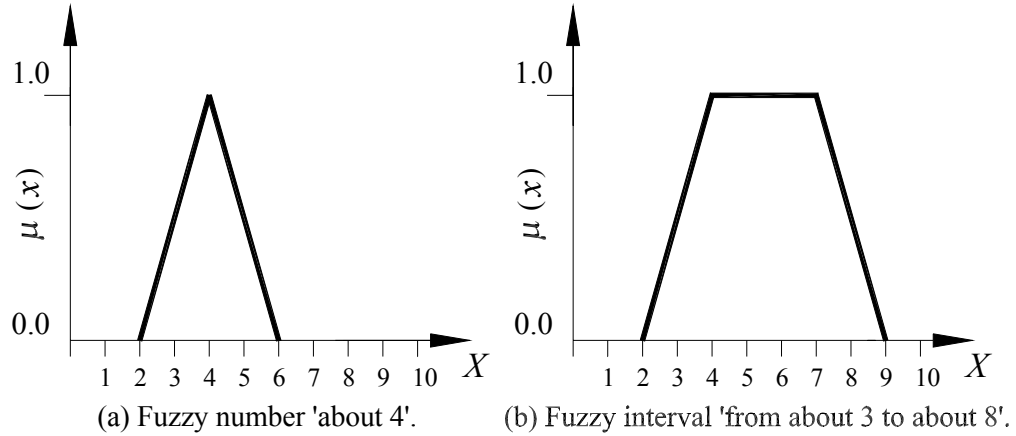 1.0
μ (x)
0.0
1 2 3 4 5 6 7 8 9 10
X
(a) Fuzzy number 'about 4'.
1.0
μ (x)
0.0
1 2 3 4 5 6 7 8 9 10
X
(b) Fuzzy interval 'from about 3 to about 8'.